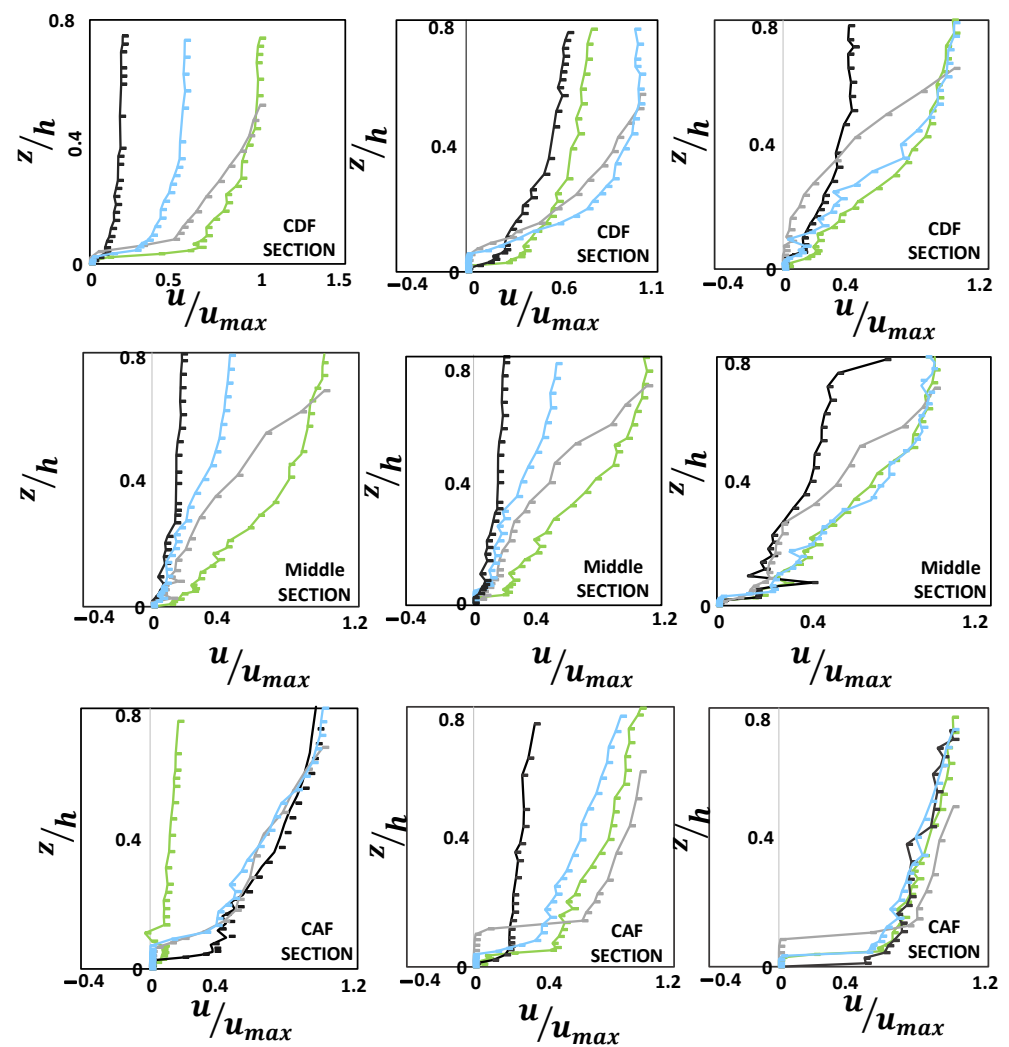 0.8
z/h
0.4
CDF
SECTION
0
0 0.5 1 1.5
u/u_max
0.8
z/h
0.4
CDF
SECTION
0
−0.4 0 0.6 1.1
u/u_max
0.8
z/h
0.4
CDF
SECTION
0
−0.4 0 0.4 1.2
u/u_max
0.8
z/h
0.4
Middle
SECTION
0
−0.4 0 0.4 1.2
u/u_max
0.8
z/h
0.4
Middle
SECTION
0
−0.4 0 0.4 1.2
u/u_max
0.8
z/h
0.4
Middle
SECTION
0
0 0.4 1.2
u/u_max
0.8
z/h
0.4
CAF
SECTION
0
−0.4 0 0.4 1.2
u/u_max
0.8
z/h
0.4
CAF
SECTION
0
−0.4 0 0.4 1.2
u/u_max
0.8
z/h
0.4
CAF
SECTION
0
−0.4 0 0.4 1.2
u/u_max